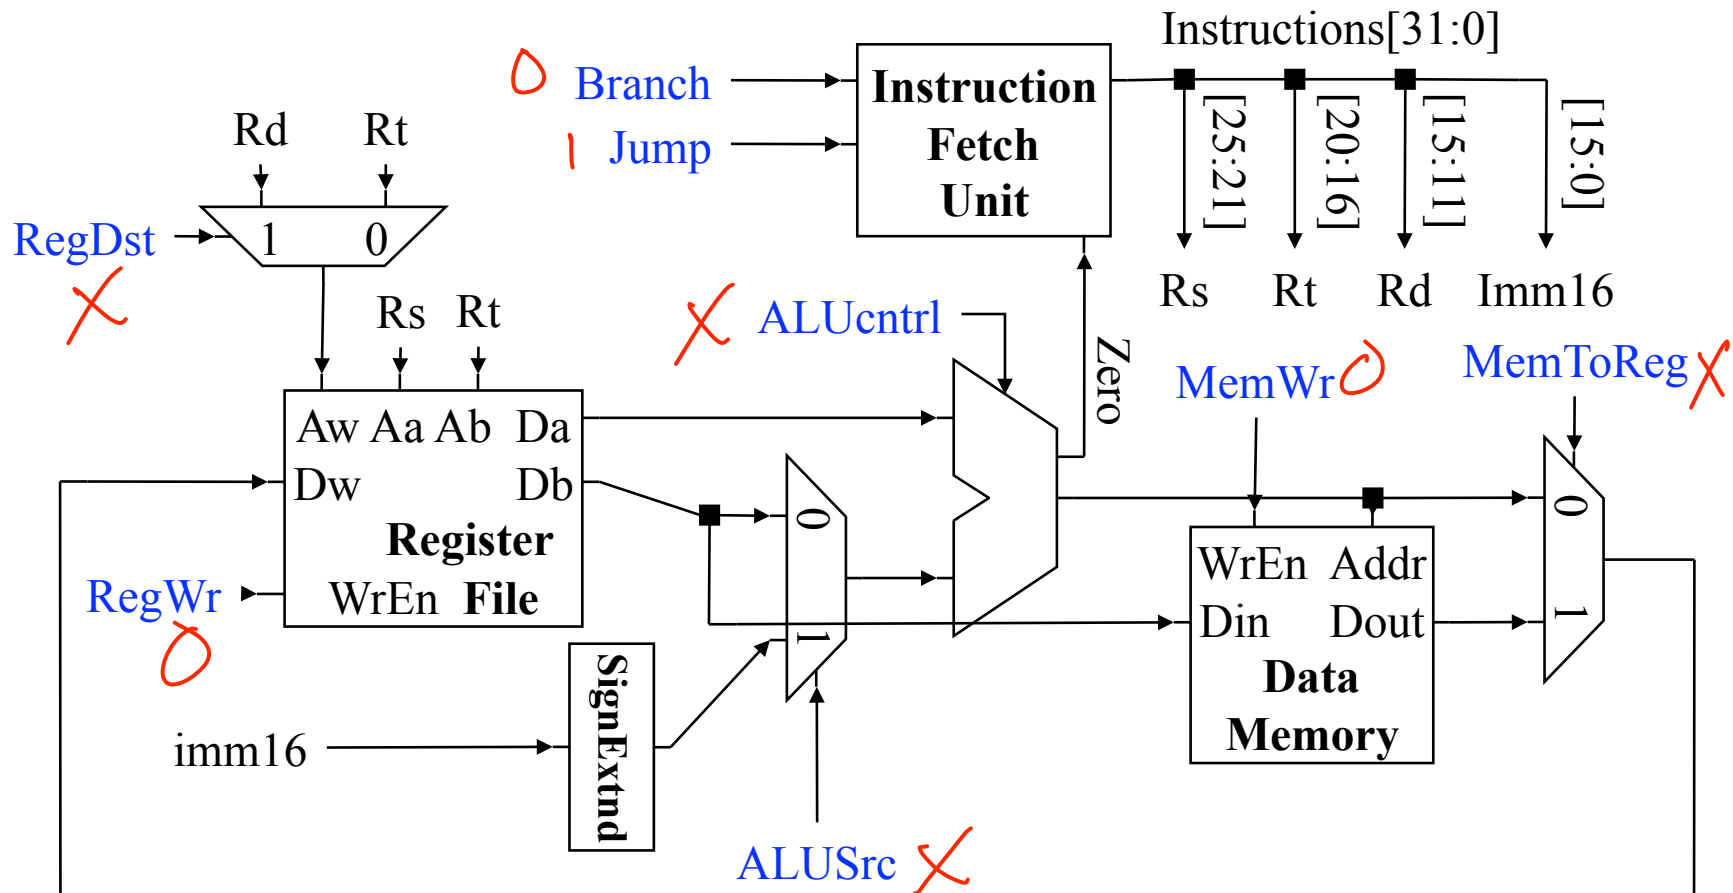 Instructions[31:0]
0 Branch
1 Jump
Instruction
Fetch
Unit
[25:21]
[20:16]
[15:11]
[15:0]
Rs
Rt
Rd
Imm16
Rd
Rt
1
0
RegDst
X
Rs
Rt
X ALUcntrl
Zero
MemWr 0
MemToReg X
Aw Aa Ab Da
Dw
Db
Register
WrEn File
RegWr
0
0
1
imm16
SignExtnd
ALUSrc X
WrEn Addr
Din Dout
Data
Memory
0
1